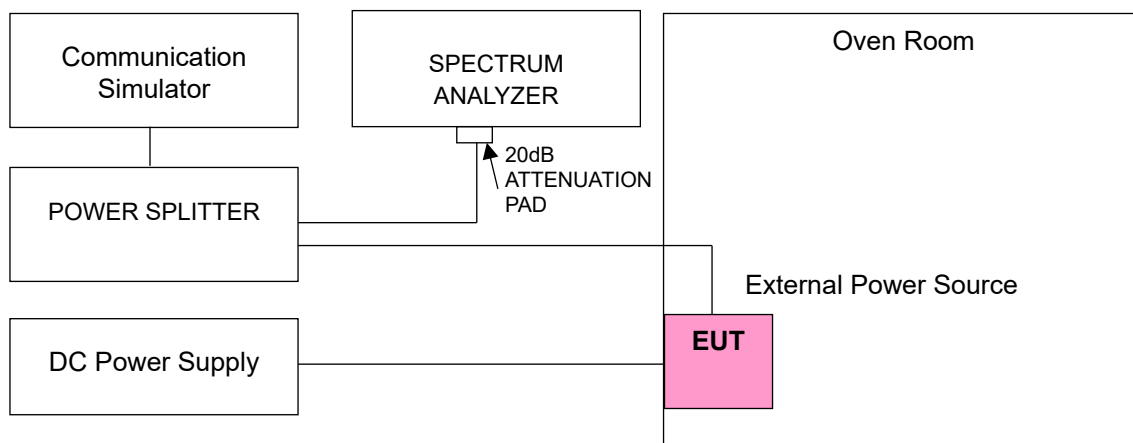 Communication
Simulator
SPECTRUM
ANALYZER
Oven Room
20dB
ATTENUATION
PAD
POWER SPLITTER
External Power Source
EUT
DC Power Supply